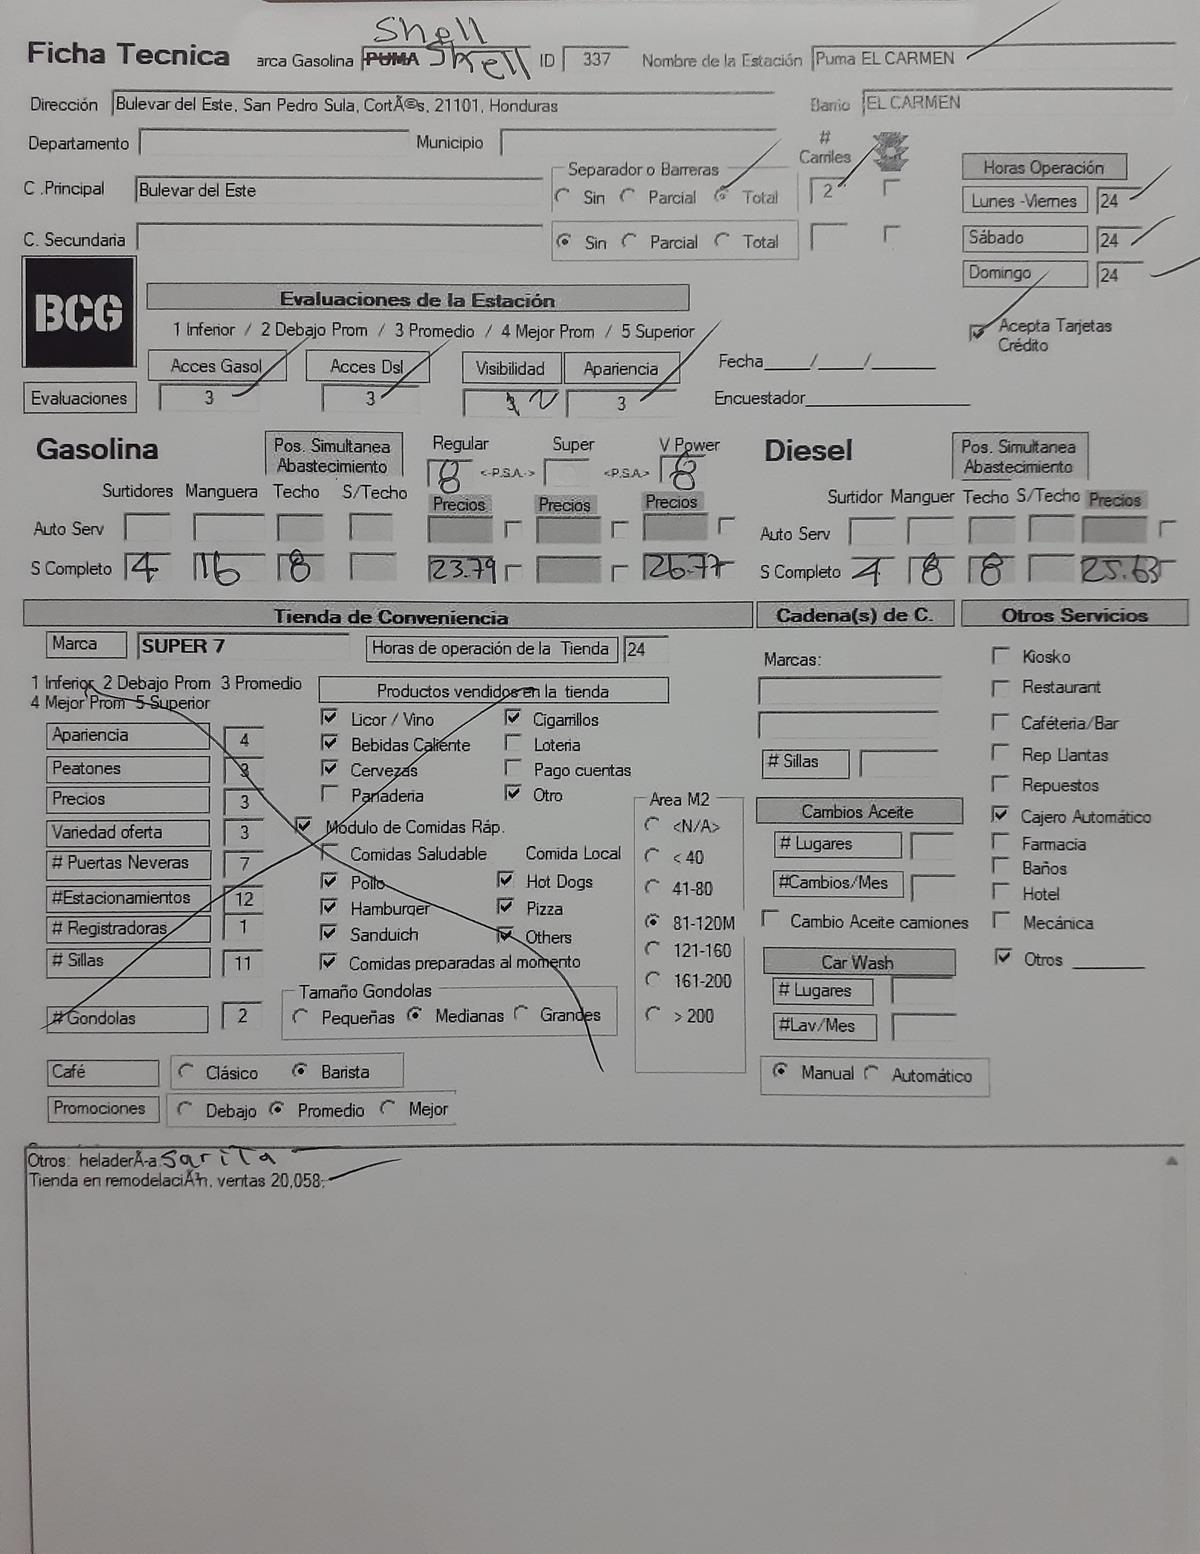 Shell
Ficha Tecnica arca Gasolina PUMA Shell ID 337 Nombre de la Estación Puma EL CARMEN
Dirección Bulevar del Este, San Pedro Sula, CortÃ©s, 21101, Honduras Barrio EL CARMEN
Departamento Municipio # Carriles
Separador o Barreras Horas Operación
C .Principal Bulevar del Este Sin Parcial Total 2 Lunes -Viernes 24
C. Secundaria Sin Parcial Total Sábado 24
Domingo 24
BCG Evaluaciones de la Estación
1 Inferior / 2 Debajo Prom / 3 Promedio / 4 Mejor Prom / 5 Superior Acepta Tarjetas Crédito
Acces Gasol Acces Dsl Visibilidad Apariencia Fecha___/___/____
Evaluaciones 3 3 3 2 3 Encuestador
Gasolina Pos. Simultanea Abastecimiento Regular Super V Power Diesel Pos. Simultanea Abastecimiento
8 <-P.S.A.-> <P.S.A> 8
Surtidores Manguera Techo S/Techo Precios Precios Precios Surtidor Manguer Techo S/Techo Precios
Auto Serv Auto Serv
S Completo 4 16 8 23.79 26.77 S Completo 4 8 8 25.63
Tienda de Conveniencia Cadena(s) de C. Otros Servicios
Marca SUPER 7 Horas de operación de la Tienda 24 Marcas: Kiosko
1 Inferior 2 Debajo Prom 3 Promedio Productos vendidos en la tienda Restaurant
4 Mejor Prom 5 Superior Licor / Vino Cigarrillos Caféteria/Bar
Apariencia 4 Bebidas Caliente Loteria # Sillas Rep Llantas
Peatones 3 Cervezas Pago cuentas Repuestos
Precios 3 Panaderia Otro Area M2 Cambios Aceite Cajero Automático
Variedad oferta 3 Modulo de Comidas Ráp. <N/A> # Lugares Farmacia
# Puertas Neveras 7 Comidas Saludable Comida Local < 40 Baños
#Estacionamientos 12 Pollo Hot Dogs 41-80 #Cambios/Mes Hotel
# Registradoras 1 Hamburger Pizza 81-120M Cambio Aceite camiones Mecánica
# Sillas 11 Sanduich Others 121-160 Car Wash Otros
Comidas preparadas al momento 161-200 # Lugares
# Gondolas 2 Tamaño Gondolas Pequeñas Medianas Grandes > 200 #Lav/Mes
Café Clásico Barista Manual Automático
Promociones Debajo Promedio Mejor
Otros: heladerÃ-a Sarita
Tienda en remodelaciÃ³n, ventas 20,058;